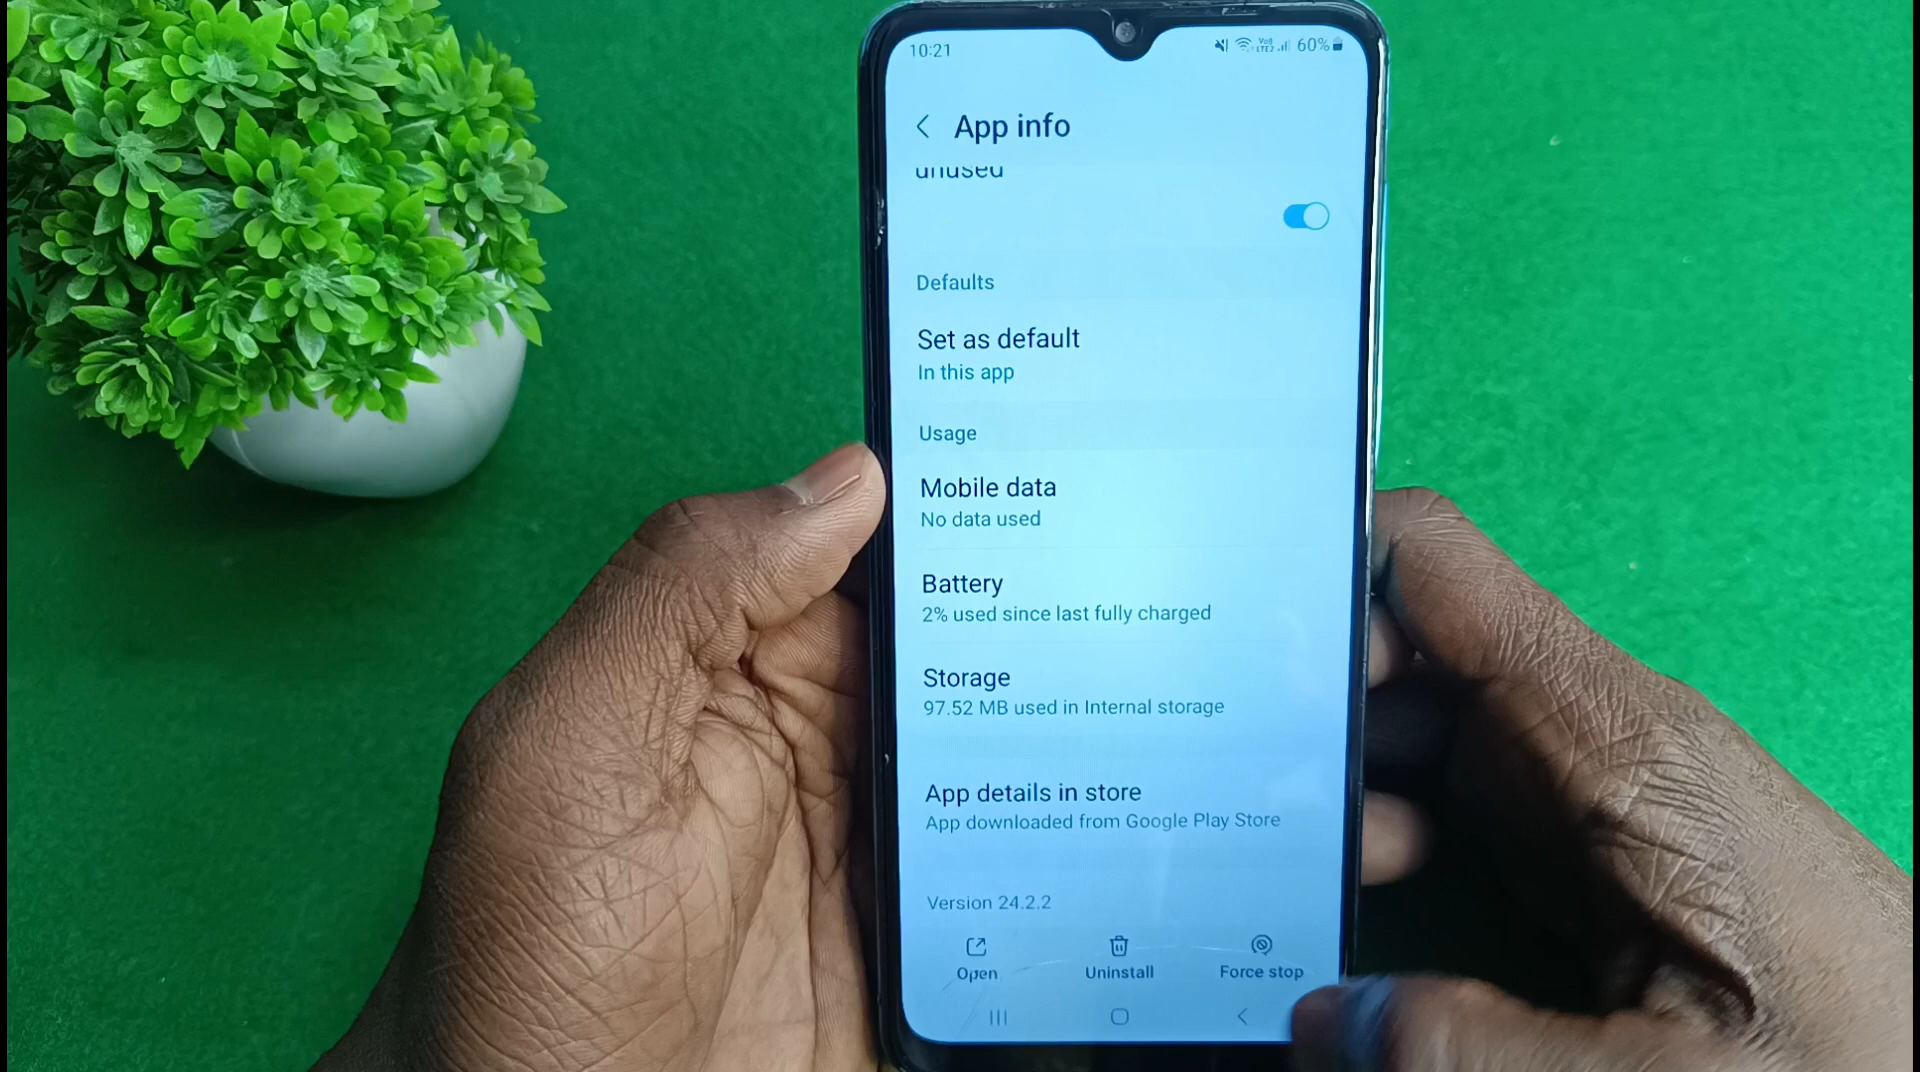 10:21
Vo)) LTE2 60%
App info
unused
Defaults
Set as default
In this app
Usage
Mobile data
No data used
Battery
2% used since last fully charged
Storage
97.52 MB used in Internal storage
App details in store
App downloaded from Google Play Store
Version 24.2.2
Open
Uninstall
Force stop